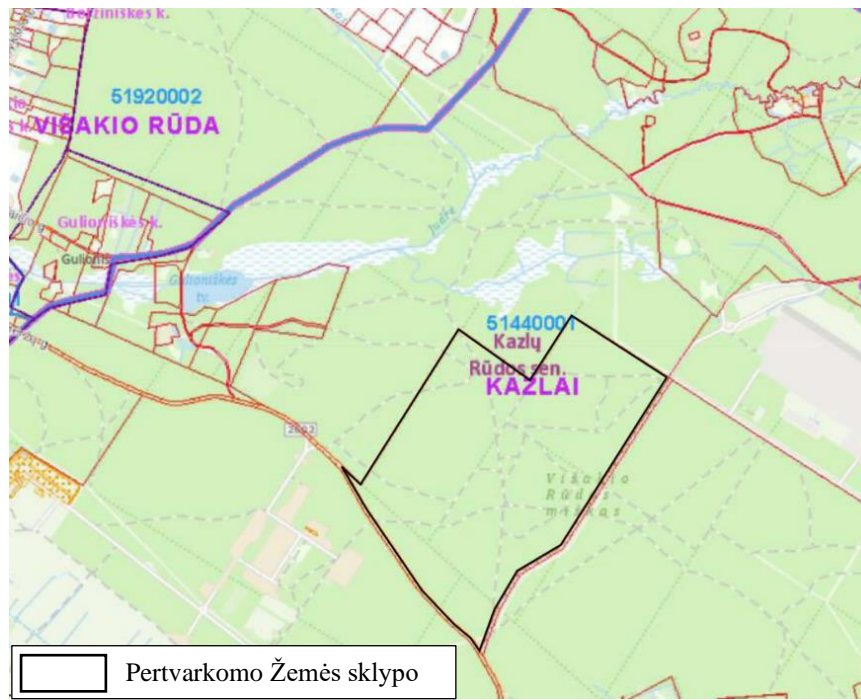 51920002
VIŠAKIO RŪDA
Gulioniškės k.
Gulioniškės
tv.
Judrė
51440001
Kazlų
Rūdos sen.
KAZLAI
2602
Višakio
Rūdos
miškas
Pertvarkomo Žemės sklypo